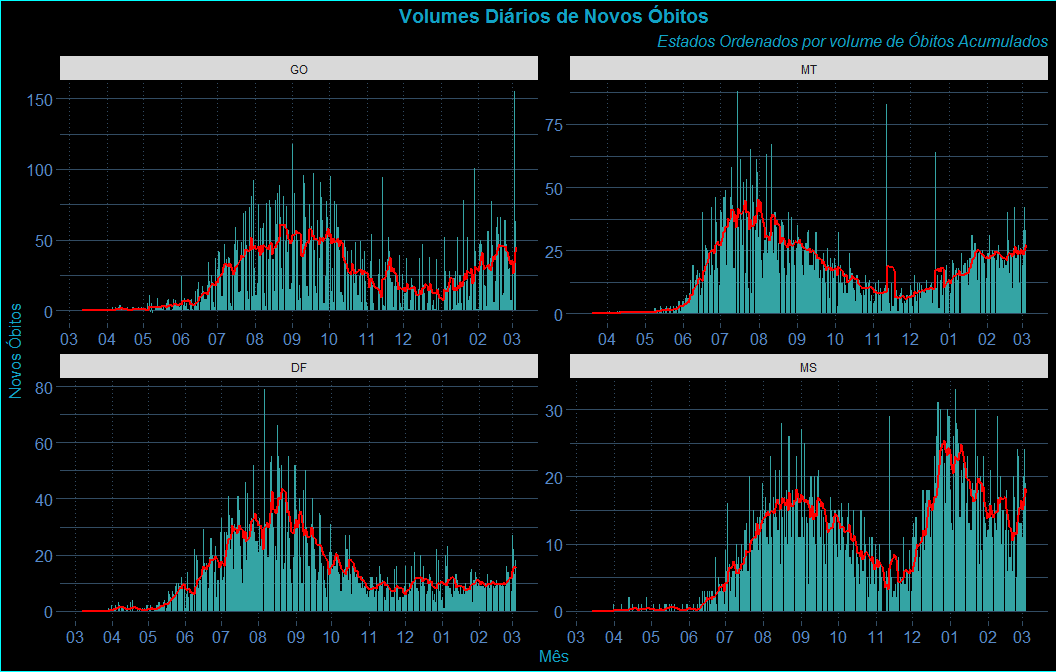 Volumes Diários de Novos Óbitos
Estados Ordenados por volume de Óbitos Acumulados
GO
150
100
50
0
03 04 05 06 07 08 09 10 11 12 01 02 03
MT
75
50
25
0
04 05 06 07 08 09 10 11 12 01 02 03
Novos Óbitos
DF
80
60
40
20
0
03 04 05 06 07 08 09 10 11 12 01 02 03
MS
30
20
10
0
03 04 05 06 07 08 09 10 11 12 01 02 03
Mês